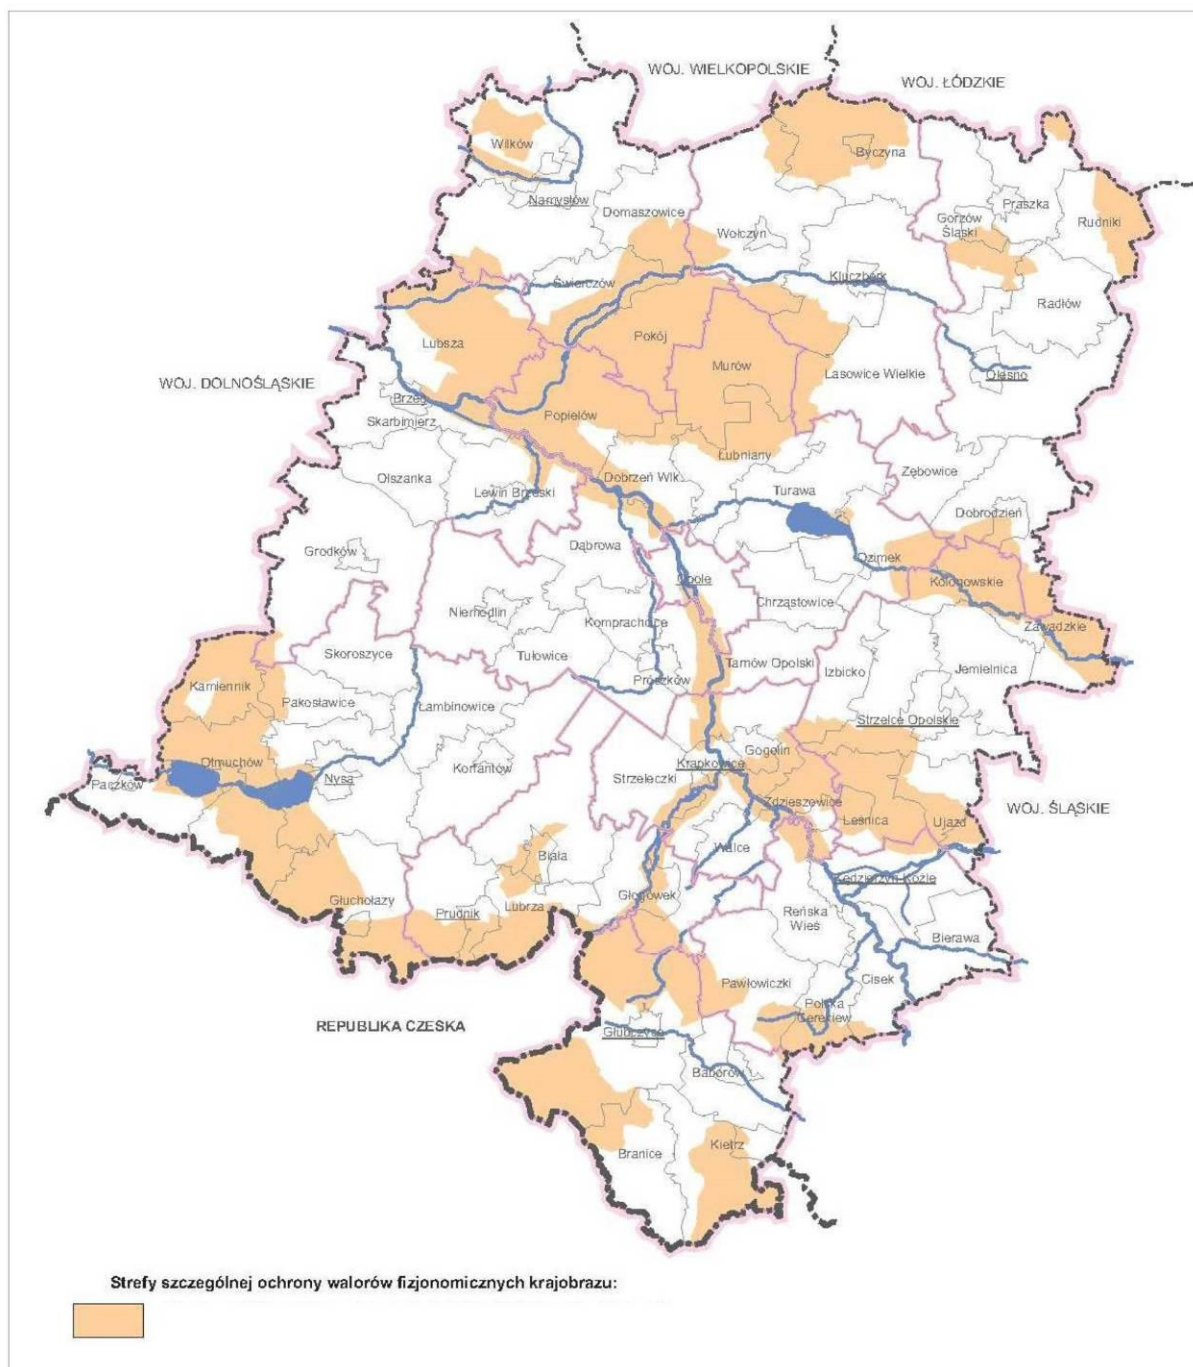 WOJ. WIELKOPOLSKIE
WOJ. ŁÓDZKIE
Wilków
Byczyna
Namysłów
Domaszowice
Praszka
Gorzów
Śląski
Rudniki
Wołczyn
Kluczbork
Świerczów
Radłów
Lubsza
Pokój
Murów
Lasowice Wielkie
Olesno
WOJ. DOLNOŚLĄSKIE
Brzeg
Skarbimierz
Popielów
Łubniany
Zębowice
Olszanka
Lewin Brzeski
Dobrzeń Wlk.
Turawa
Dobrodzień
Grodków
Dąbrowa
Ozimek
Opole
Kolonowskie
Niemodlin
Komprachcice
Chrząstowice
Zawadzkie
Skoroszyce
Tułowice
Prószków
Tarnów Opolski
Izbicko
Jemielnica
Kamiennik
Pakosławice
Łambinowice
Strzelce Opolskie
Otmuchów
Nysa
Korfantów
Strzeleczki
Krapkowice
Gogolin
Paczków
Zdzieszowice
Leśnica
Ujazd
WOJ. ŚLĄSKIE
Biała
Walce
Kędzierzyn-Koźle
Głuchołazy
Prudnik
Lubrza
Głogówek
Reńska
Wieś
Bierawa
Pawłowiczki
Cisek
Polska
Cerekiew
REPUBLIKA CZESKA
Głubczyce
Baborów
Branice
Kietrz
Strefy szczególnej ochrony walorów fizjonomicznych krajobrazu: